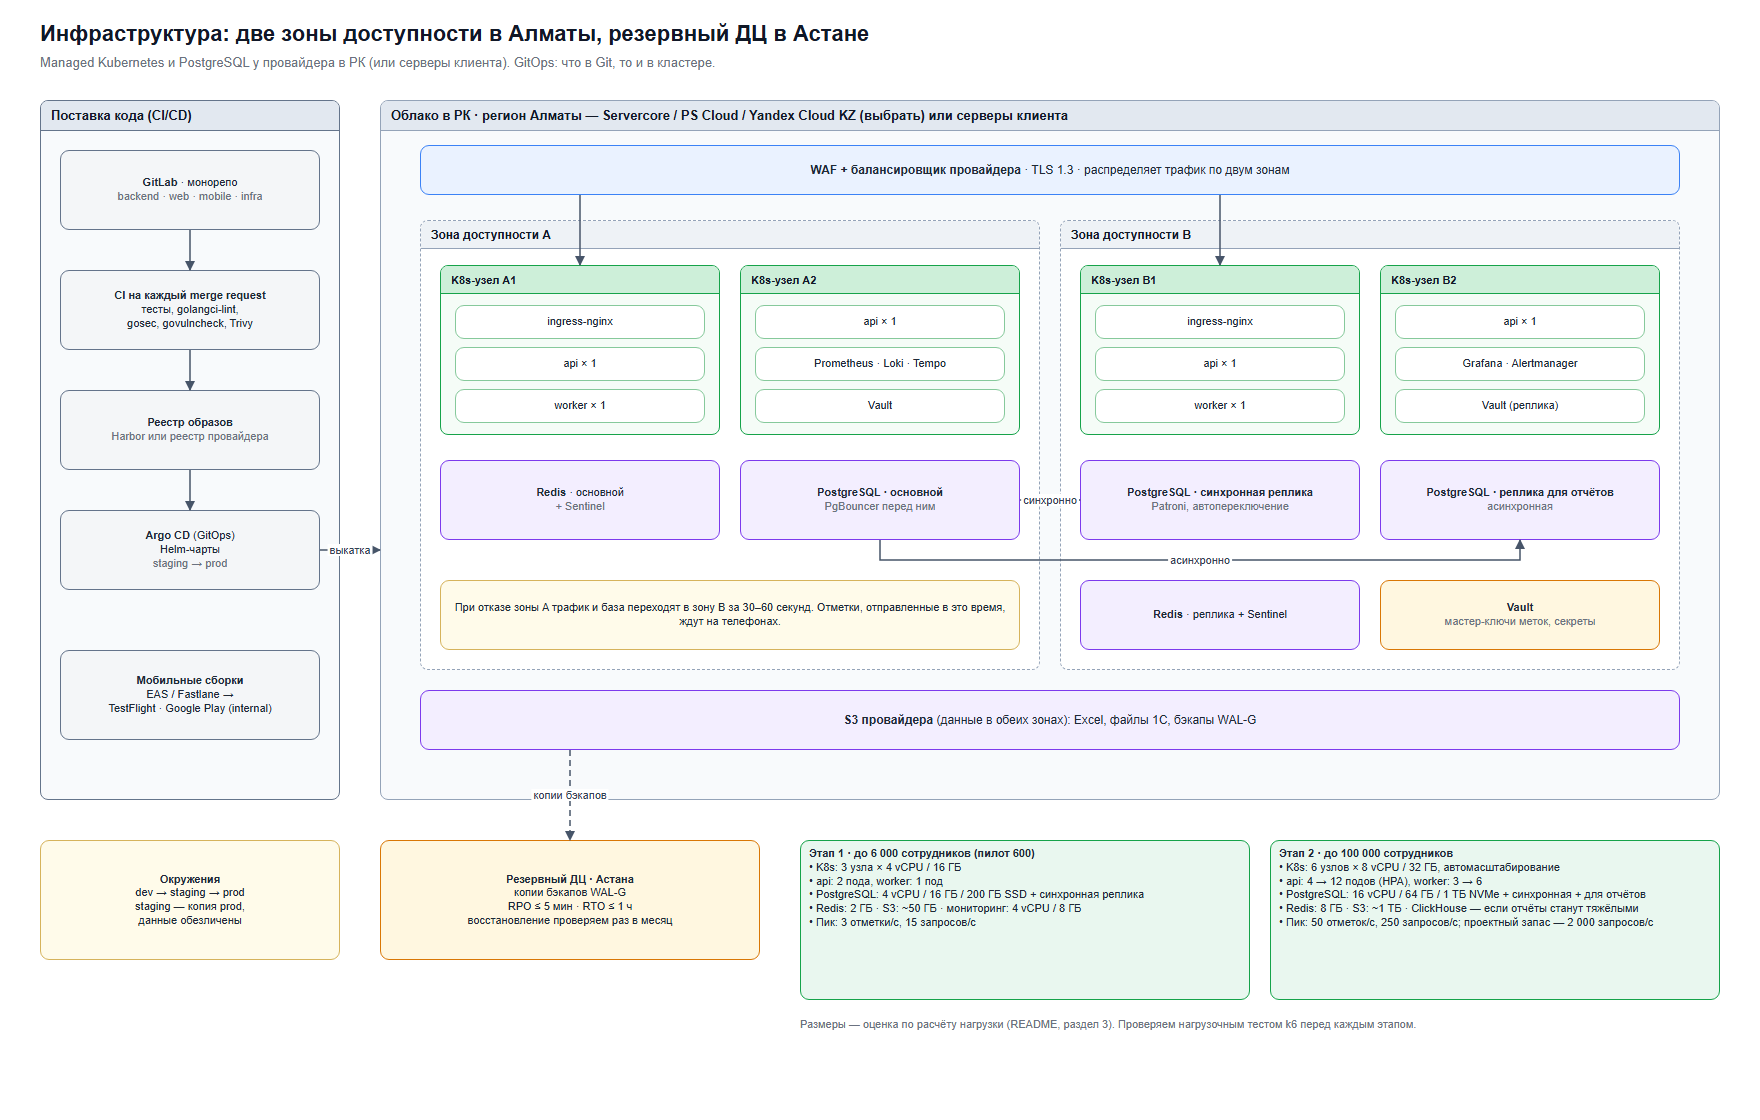 Инфраструктура: две зоны доступности в Алматы, резервный ДЦ в Астане
Managed Kubernetes и PostgreSQL у провайдера в РК (или серверы клиента). GitOps: что в Git, то и в кластере.
Поставка кода (CI/CD)
GitLab · монорепо
backend · web · mobile · infra
CI на каждый merge request
тесты, golangci-lint,
gosec, govulncheck, Trivy
Реестр образов
Harbor или реестр провайдера
Argo CD (GitOps)
Helm-чарты
staging → prod
выкатка
Мобильные сборки
EAS / Fastlane →
TestFlight · Google Play (internal)
Облако в РК · регион Алматы — Servercore / PS Cloud / Yandex Cloud KZ (выбрать) или серверы клиента
WAF + балансировщик провайдера · TLS 1.3 · распределяет трафик по двум зонам
Зона доступности A
K8s-узел A1
ingress-nginx
api × 1
worker × 1
K8s-узел A2
api × 1
Prometheus · Loki · Tempo
Vault
Redis · основной
+ Sentinel
PostgreSQL · основной
PgBouncer перед ним
синхронно
При отказе зоны A трафик и база переходят в зону B за 30–60 секунд. Отметки, отправленные в это время,
ждут на телефонах.
Зона доступности B
K8s-узел B1
ingress-nginx
api × 1
worker × 1
K8s-узел B2
api × 1
Grafana · Alertmanager
Vault (реплика)
PostgreSQL · синхронная реплика
Patroni, автопереключение
PostgreSQL · реплика для отчётов
асинхронная
асинхронно
Redis · реплика + Sentinel
Vault
мастер-ключи меток, секреты
S3 провайдера (данные в обеих зонах): Excel, файлы 1С, бэкапы WAL-G
копии бэкапов
Окружения
dev → staging → prod
staging — копия prod,
данные обезличены
Резервный ДЦ · Астана
копии бэкапов WAL-G
RPO ≤ 5 мин · RTO ≤ 1 ч
восстановление проверяем раз в месяц
Этап 1 · до 6 000 сотрудников (пилот 600)
• K8s: 3 узла × 4 vCPU / 16 ГБ
• api: 2 пода, worker: 1 под
• PostgreSQL: 4 vCPU / 16 ГБ / 200 ГБ SSD + синхронная реплика
• Redis: 2 ГБ · S3: ~50 ГБ · мониторинг: 4 vCPU / 8 ГБ
• Пик: 3 отметки/с, 15 запросов/с
Этап 2 · до 100 000 сотрудников
• K8s: 6 узлов × 8 vCPU / 32 ГБ, автомасштабирование
• api: 4 → 12 подов (HPA), worker: 3 → 6
• PostgreSQL: 16 vCPU / 64 ГБ / 1 ТБ NVMe + синхронная + для отчётов
• Redis: 8 ГБ · S3: ~1 ТБ · ClickHouse — если отчёты станут тяжёлыми
• Пик: 50 отметок/с, 250 запросов/с; проектный запас — 2 000 запросов/с
Размеры — оценка по расчёту нагрузки (README, раздел 3). Проверяем нагрузочным тестом k6 перед каждым этапом.